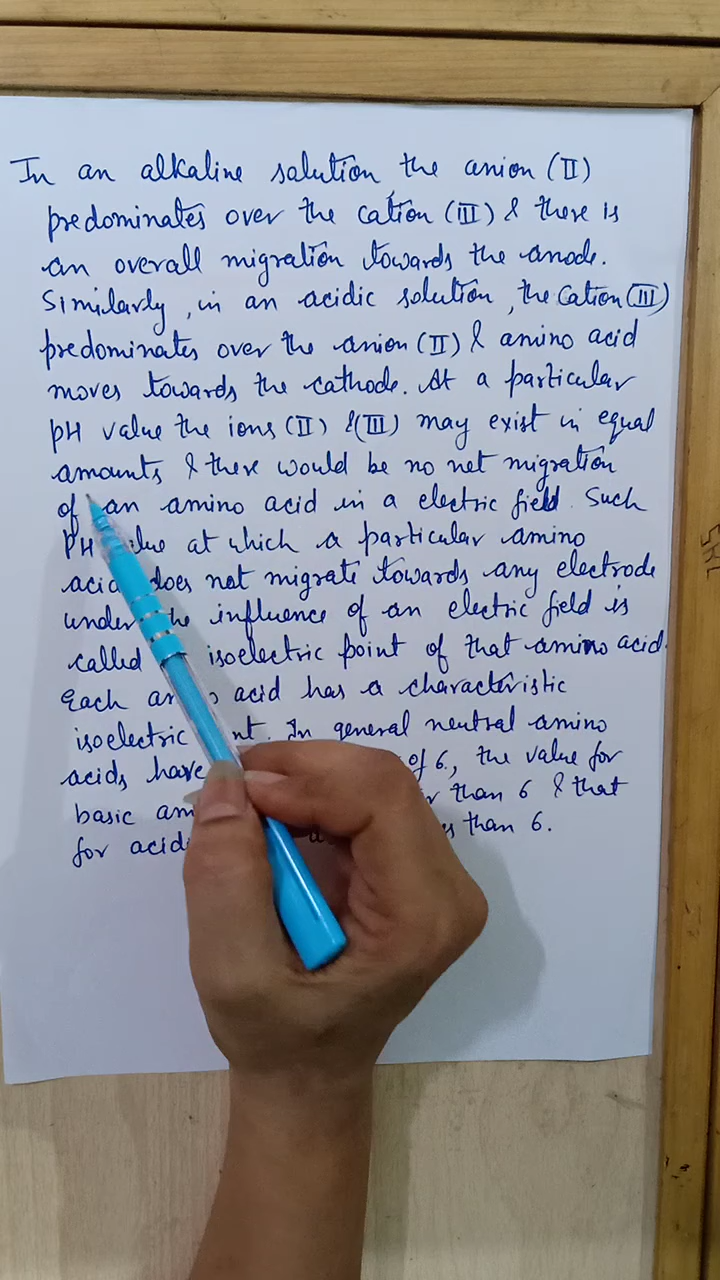 In an alkaline solution the anion (II)
predominates over the cation (III) & there is
an overall migration towards the anode.
Similarly, in an acidic solution, the cation (III)
predominates over the anion (II) & amino acid
moves towards the cathode. At a particular
pH value the ions (II) & (III) may exist in equal
amounts & there would be no net migration
of an amino acid in a electric field. Such
PH at which a particular amino
acid does not migrate towards any electrode
under the influence of an electric field is
called isoelectric point of that amino acid.
Each acid has a characteristic
isoelectric In general neutral amino
acids have of 6, the value for
basic than 6 & that
for than 6.